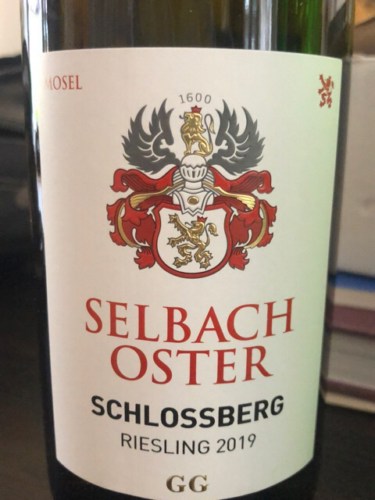 MOSEL
1600
SELBACH
OSTER
SCHLOSSBERG
RIESLING 2019
GG